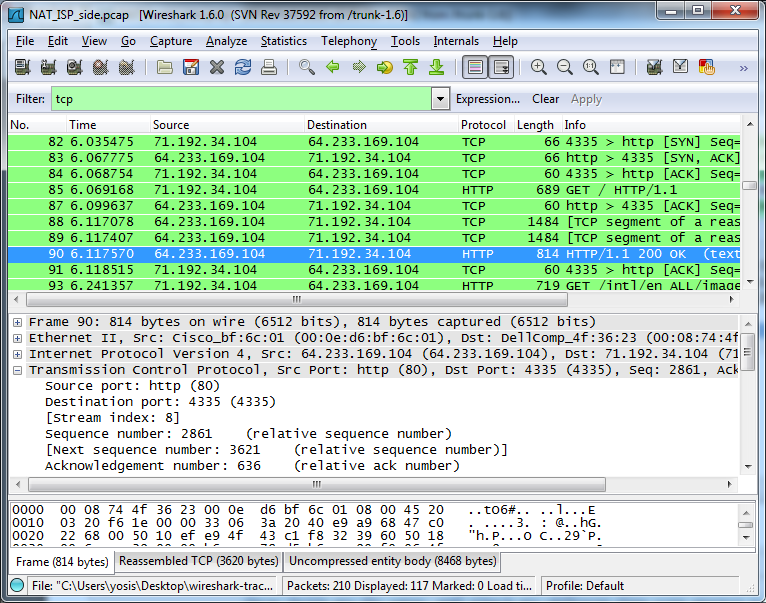 NAT_ISP_side.pcap [Wireshark 1.6.0 (SVN Rev 37592 from /trunk-1.6)]
File Edit View Go Capture Analyze Statistics Telephony Tools Internals Help
Filter: tcp Expression... Clear Apply
No. Time Source Destination Protocol Length Info
82 6.035475 71.192.34.104 64.233.169.104 TCP 66 4335 > http [SYN] Seq=
83 6.067775 64.233.169.104 71.192.34.104 TCP 66 http > 4335 [SYN, ACK]
84 6.068754 71.192.34.104 64.233.169.104 TCP 60 4335 > http [ACK] Seq=
85 6.069168 71.192.34.104 64.233.169.104 HTTP 689 GET / HTTP/1.1
87 6.099637 64.233.169.104 71.192.34.104 TCP 60 http > 4335 [ACK] Seq=
88 6.117078 64.233.169.104 71.192.34.104 TCP 1484 [TCP segment of a reas
89 6.117407 64.233.169.104 71.192.34.104 TCP 1484 [TCP segment of a reas
90 6.117570 64.233.169.104 71.192.34.104 HTTP 814 HTTP/1.1 200 OK (text
91 6.118515 71.192.34.104 64.233.169.104 TCP 60 4335 > http [ACK] Seq=
93 6.241357 71.192.34.104 64.233.169.104 HTTP 719 GET /intl/en_ALL/image
Frame 90: 814 bytes on wire (6512 bits), 814 bytes captured (6512 bits)
Ethernet II, Src: Cisco_bf:6c:01 (00:0e:d6:bf:6c:01), Dst: DellComp_4f:36:23 (00:08:74:4f
Internet Protocol Version 4, Src: 64.233.169.104 (64.233.169.104), Dst: 71.192.34.104 (71
Transmission Control Protocol, Src Port: http (80), Dst Port: 4335 (4335), Seq: 2861, Ack
Source port: http (80)
Destination port: 4335 (4335)
[Stream index: 8]
Sequence number: 2861 (relative sequence number)
[Next sequence number: 3621 (relative sequence number)]
Acknowledgement number: 636 (relative ack number)
0000 00 08 74 4f 36 23 00 0e d6 bf 6c 01 08 00 45 20 ..tO6#.. ..l...E
0010 03 20 f6 1e 00 00 33 06 3a 20 40 e9 a9 68 47 c0 . ....3. : @..hG.
0020 22 68 00 50 10 ef e9 4f 43 c1 f8 32 39 60 50 18 "h.P...O C..29`P.
Frame (814 bytes) Reassembled TCP (3620 bytes) Uncompressed entity body (8468 bytes)
File: "C:\Users\yosis\Desktop\wireshark-trac... Packets: 210 Displayed: 117 Marked: 0 Load ti... Profile: Default